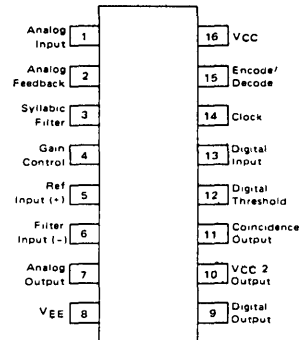 Analog
Input
1
16
VCC
Analog
Feedback
2
15
Encode/
Decode
Syllabic
Filter
3
14
Clock
Gain
Control
4
13
Digital
Input
Ref
Input (+)
5
12
Digital
Threshold
Filter
Input (-)
6
11
Coincidence
Output
Analog
Output
7
10
VCC 2
Output
VEE
8
9
Digital
Output